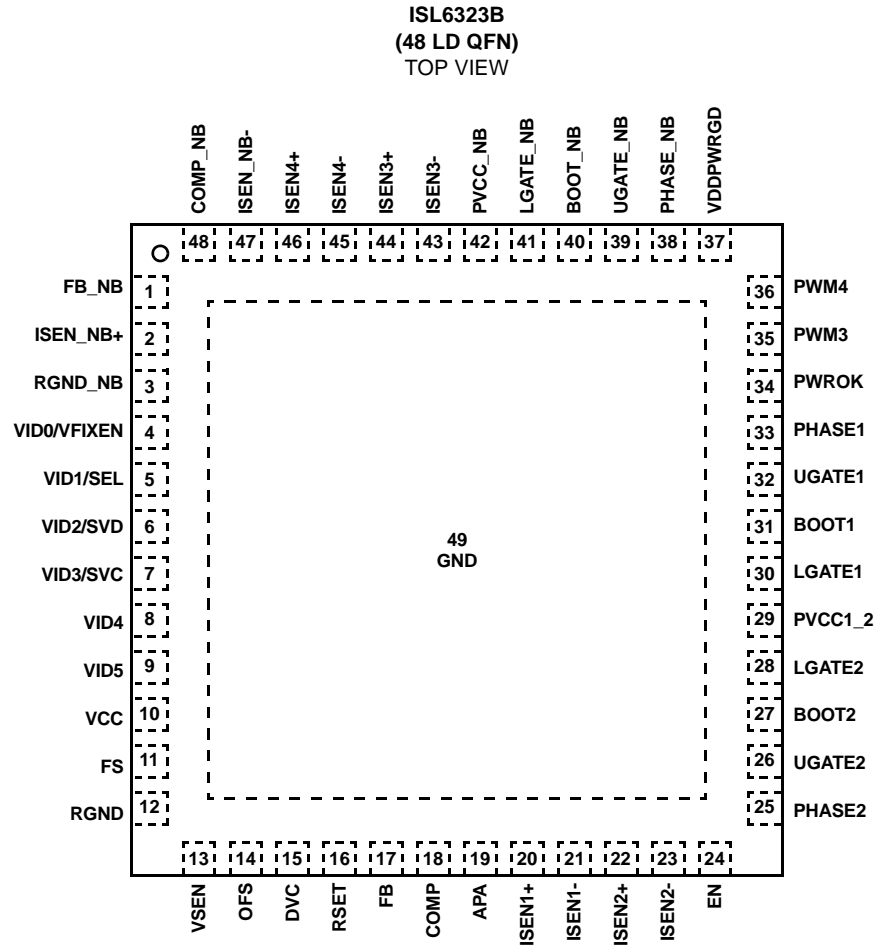 ISL6323B
(48 LD QFN)
TOP VIEW
COMP_NB
ISEN_NB-
ISEN4+
ISEN4-
ISEN3+
ISEN3-
PVCC_NB
LGATE_NB
BOOT_NB
UGATE_NB
PHASE_NB
VDDPWRGD
48 47 46 45 44 43 42 41 40 39 38 37
FB_NB 1
ISEN_NB+ 2
RGND_NB 3
VID0/VFIXEN 4
VID1/SEL 5
VID2/SVD 6
VID3/SVC 7
VID4 8
VID5 9
VCC 10
FS 11
RGND 12
49
GND
36 PWM4
35 PWM3
34 PWROK
33 PHASE1
32 UGATE1
31 BOOT1
30 LGATE1
29 PVCC1_2
28 LGATE2
27 BOOT2
26 UGATE2
25 PHASE2
13 14 15 16 17 18 19 20 21 22 23 24
VSEN
OFS
DVC
RSET
FB
COMP
APA
ISEN1+
ISEN1-
ISEN2+
ISEN2-
EN